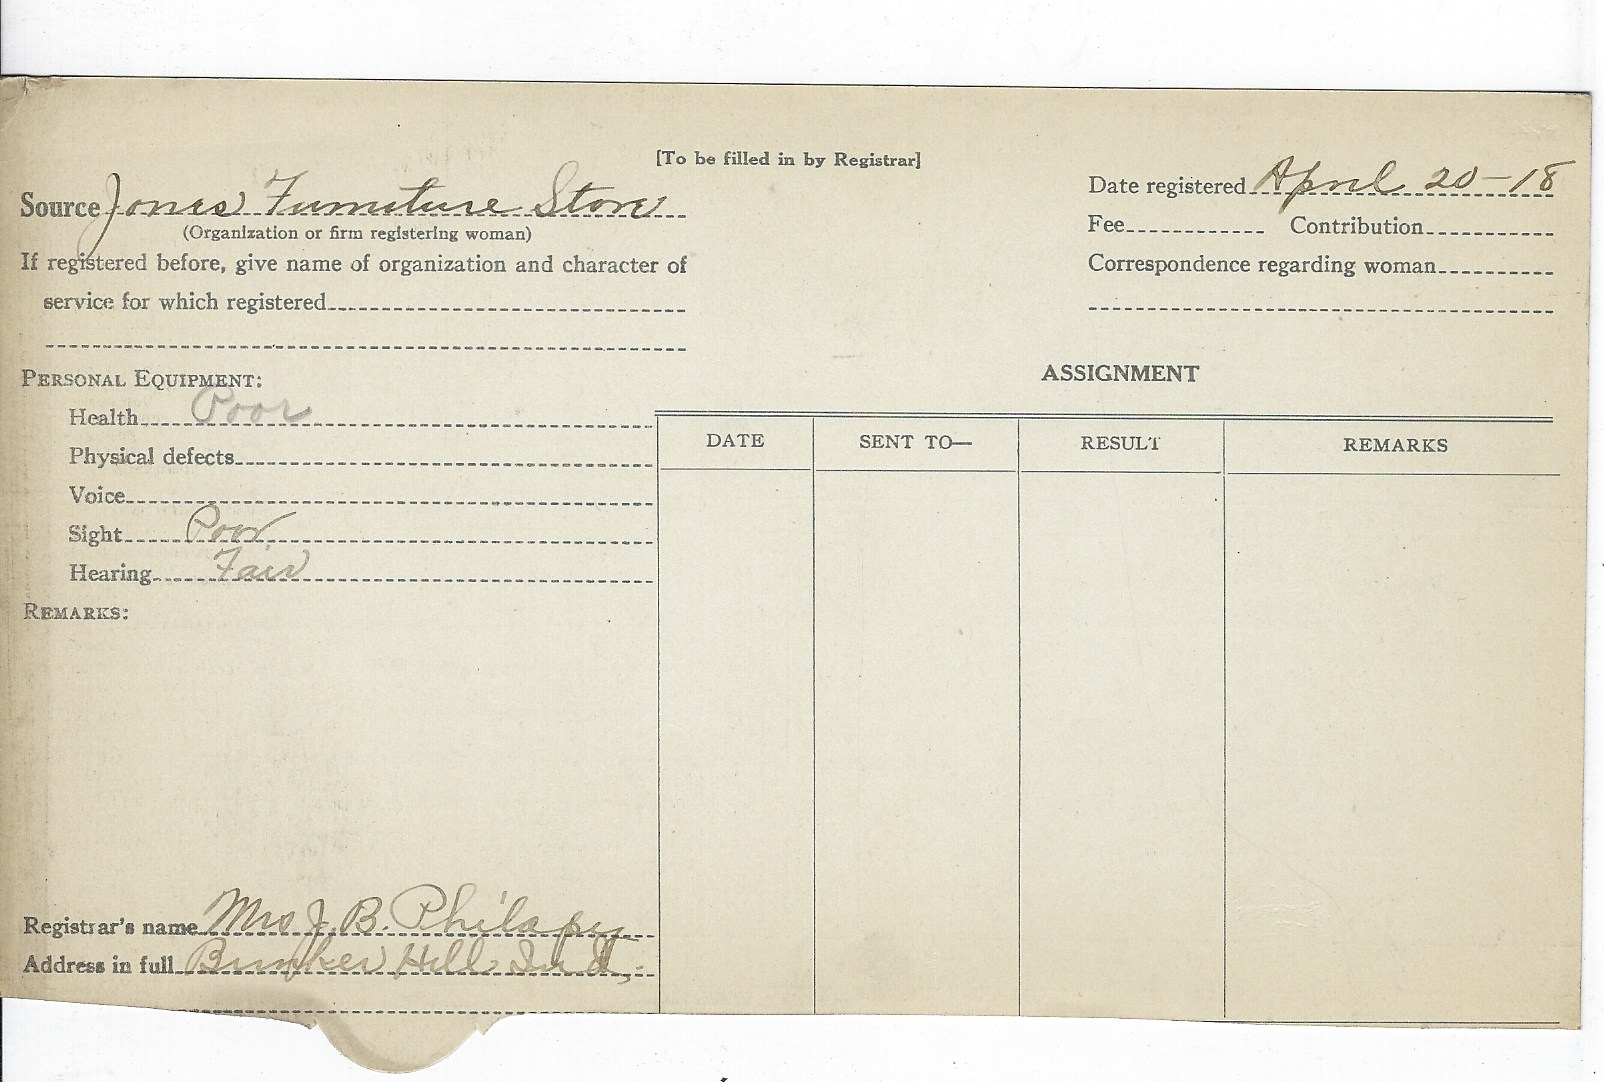 [To be filled in by Registrar]
Source Jones Furniture Store
(Organization or firm registering woman)
If registered before, give name of organization and character of
service for which registered
PERSONAL EQUIPMENT:
Health Poor
Physical defects
Voice
Sight Poor
Hearing Fair
REMARKS:
Registrar's name Mrs J. B. Philapy
Address in full Bunker Hill Ind.
Date registered April 20-18
Fee Contribution
Correspondence regarding woman
ASSIGNMENT
DATE SENT TO— RESULT REMARKS